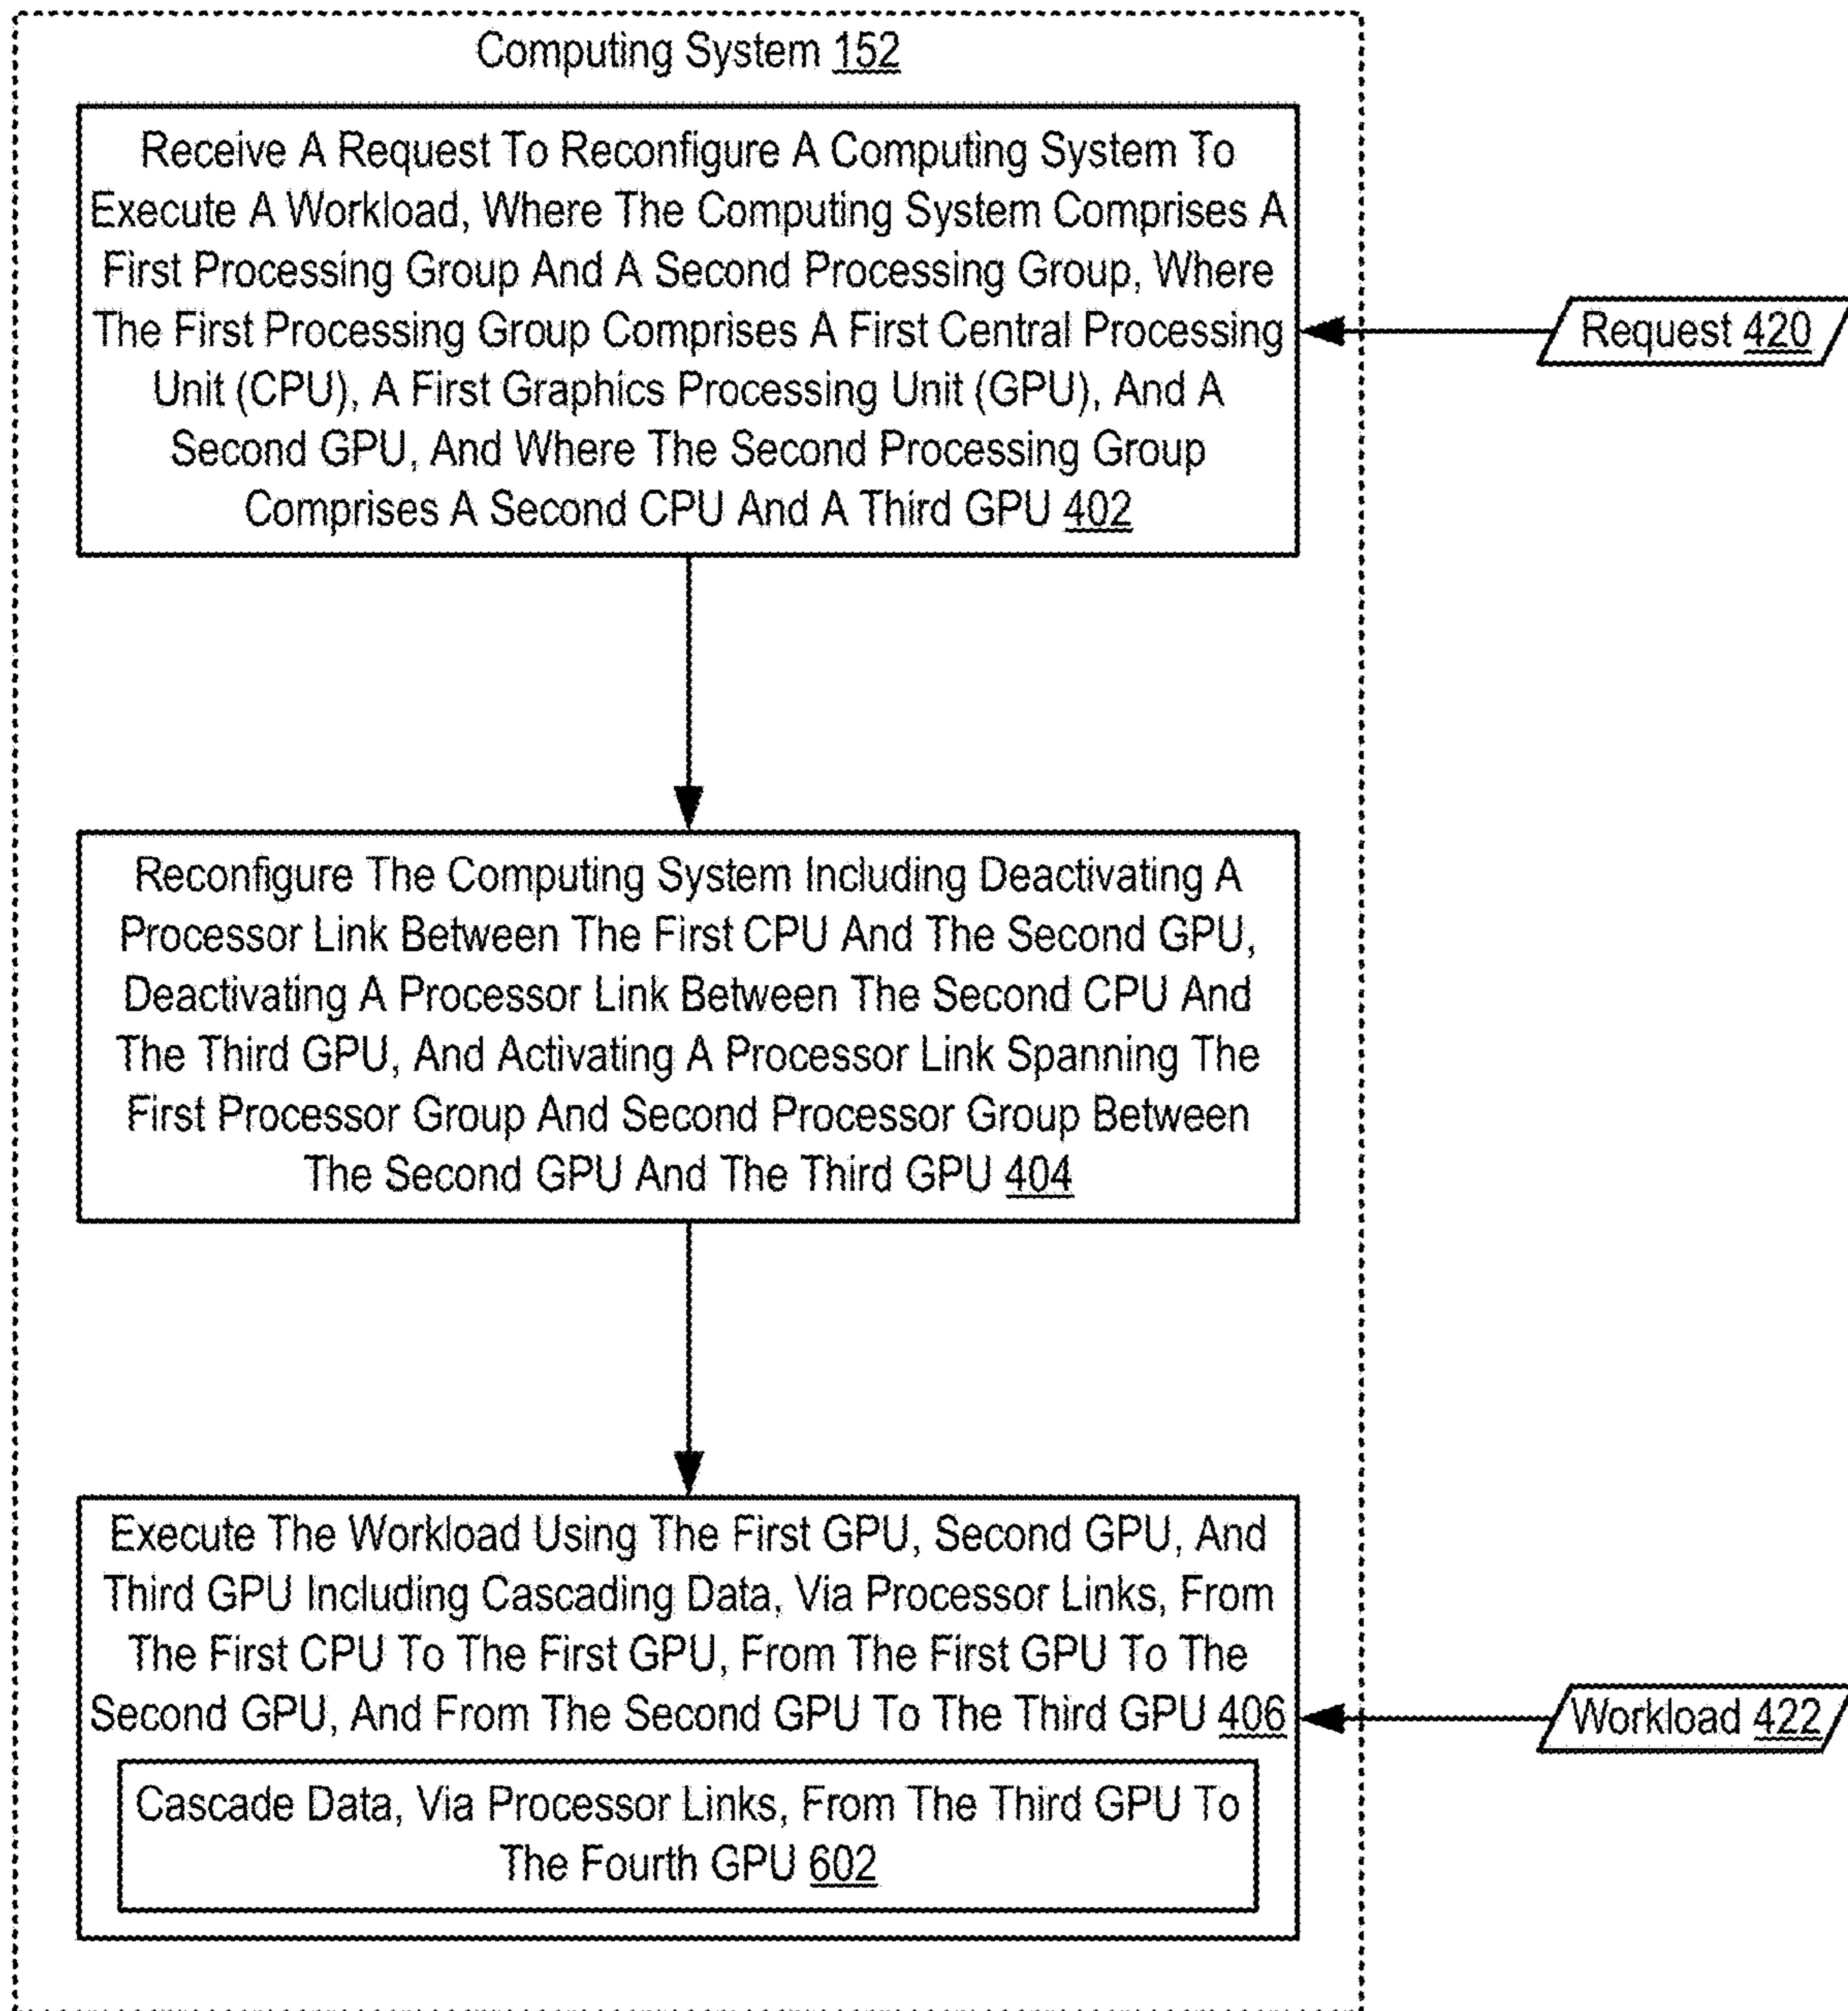 Computing System 152
Receive A Request To Reconfigure A Computing System To
Execute A Workload, Where The Computing System Comprises A
First Processing Group And A Second Processing Group, Where
The First Processing Group Comprises A First Central Processing
Unit (CPU), A First Graphics Processing Unit (GPU), And A
Second GPU, And Where The Second Processing Group
Comprises A Second CPU And A Third GPU 402
Request 420
Reconfigure The Computing System Including Deactivating A
Processor Link Between The First CPU And The Second GPU,
Deactivating A Processor Link Between The Second CPU And
The Third GPU, And Activating A Processor Link Spanning The
First Processor Group And Second Processor Group Between
The Second GPU And The Third GPU 404
Execute The Workload Using The First GPU, Second GPU, And
Third GPU Including Cascading Data, Via Processor Links, From
The First CPU To The First GPU, From The First GPU To The
Second GPU, And From The Second GPU To The Third GPU 406
Workload 422
Cascade Data, Via Processor Links, From The Third GPU To
The Fourth GPU 602